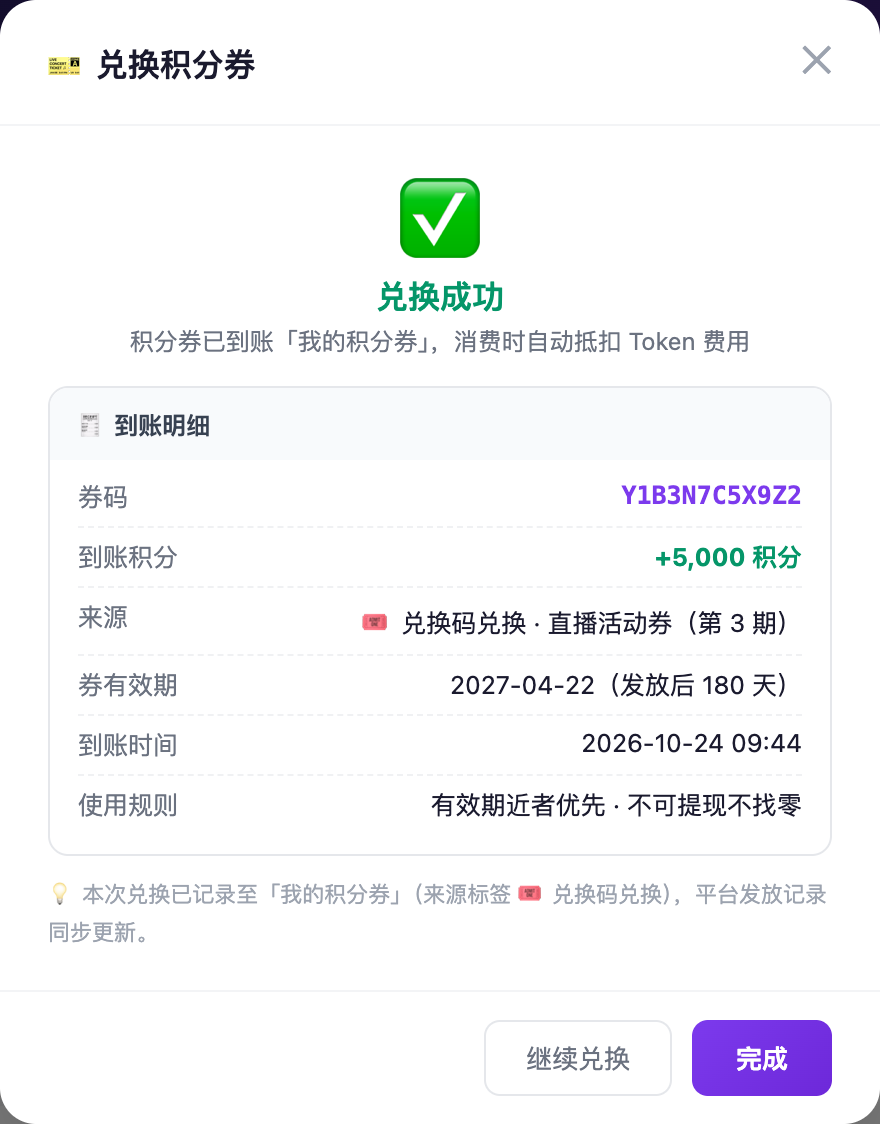 兑换积分券
兑换成功
积分券已到账「我的积分券」，消费时自动抵扣 Token 费用
到账明细
券码 Y1B3N7C5X9Z2
到账积分 +5,000 积分
来源 兑换码兑换 · 直播活动券（第 3 期）
券有效期 2027-04-22（发放后 180 天）
到账时间 2026-10-24 09:44
使用规则 有效期近者优先 · 不可提现不找零
本次兑换已记录至「我的积分券」（来源标签 兑换码兑换），平台发放记录
同步更新。
继续兑换 完成